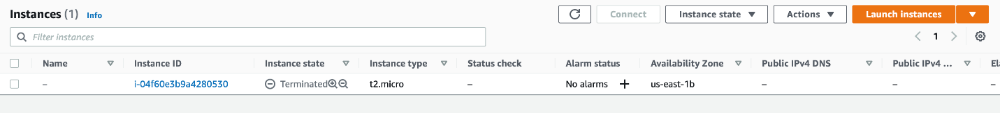 Instances (1) Info
Connect Instance state Actions Launch instances
Filter instances
1
Name Instance ID Instance state Instance type Status check Alarm status Availability Zone Public IPv4 DNS Public IPv4 ... Ela
– i-04f60e3b9a4280530 Terminated t2.micro – No alarms + us-east-1b – – –